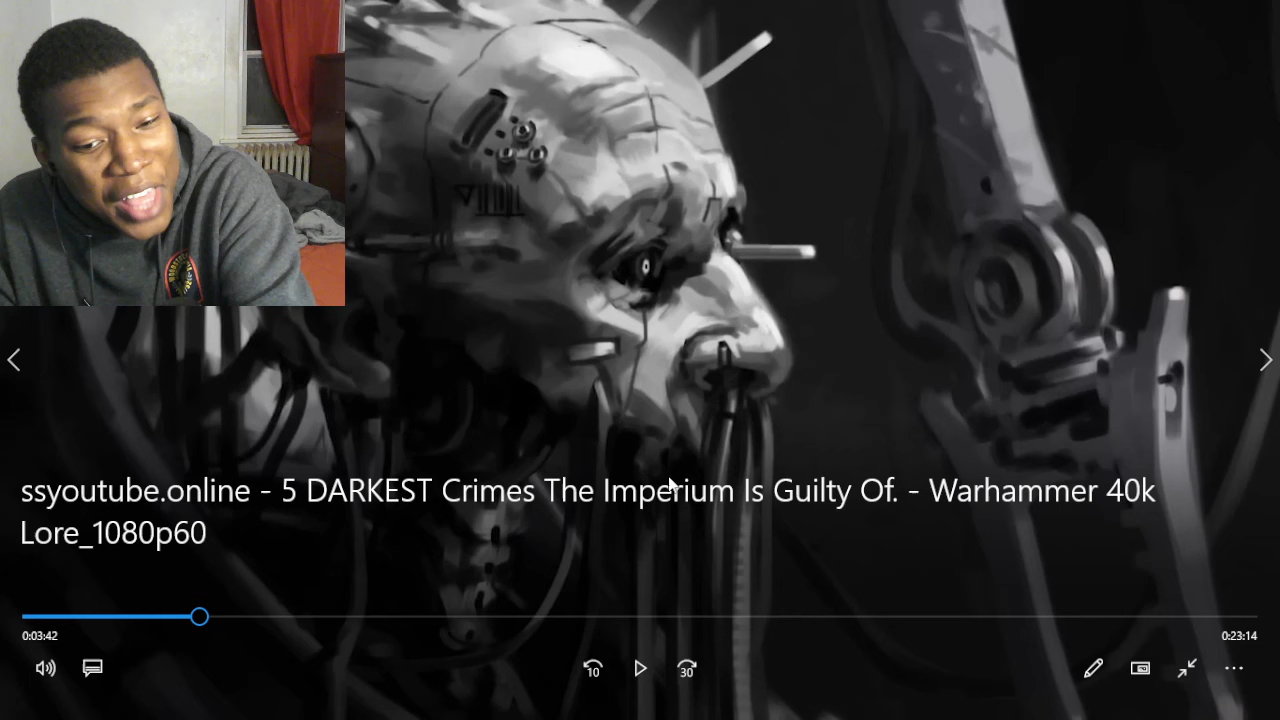 ssyoutube.online - 5 DARKEST Crimes The Imperium Is Guilty Of. - Warhammer 40k
Lore_1080p60
0:03:42
0:23:14
10
30